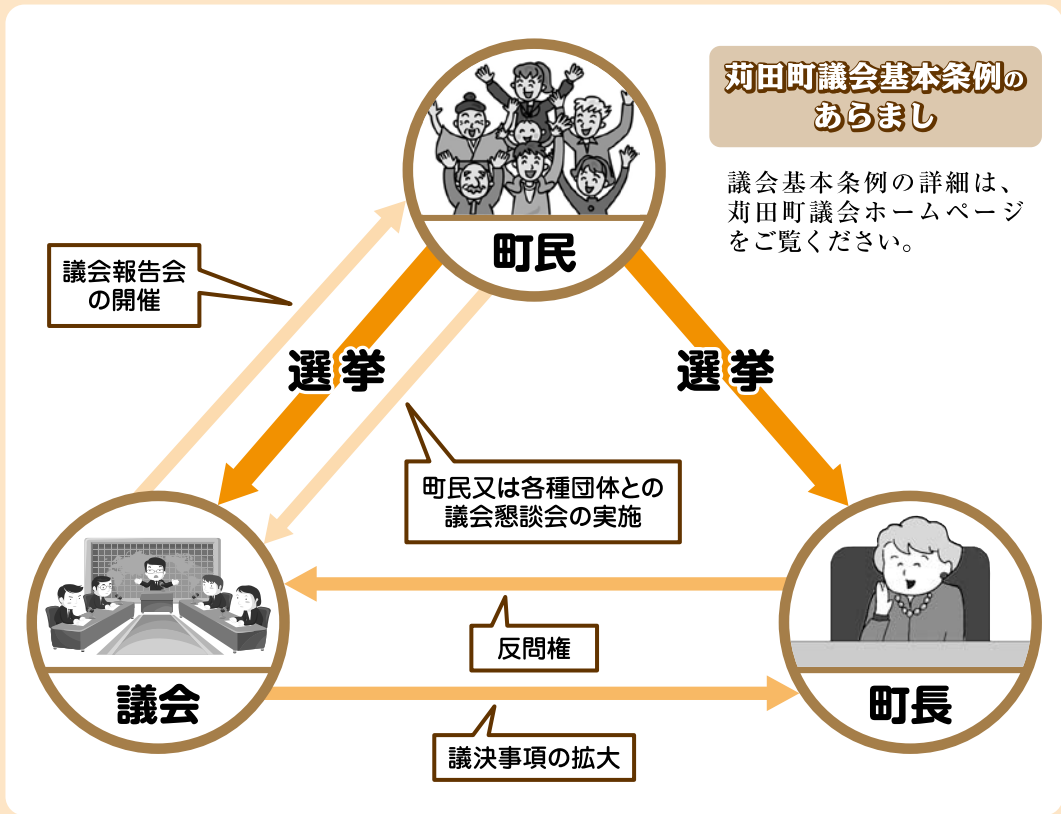 苅田町議会基本条例の
あらまし
議会基本条例の詳細は、
苅田町議会ホームページ
をご覧ください。
町民
議会報告会
の開催
選挙
選挙
町民又は各種団体との
議会懇談会の実施
反問権
議会
町長
議決事項の拡大